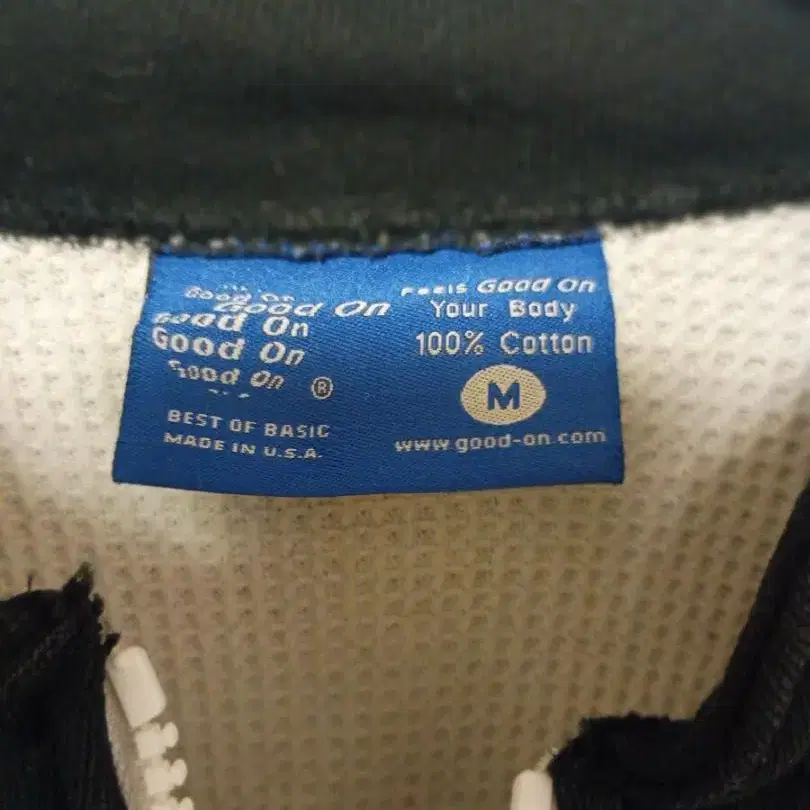 Good On
Good On
Good On
Good On
Good On ®
BEST OF BASIC
MADE IN U.S.A.
Feels Good On
Your Body
100% Cotton
M
www.good-on.com